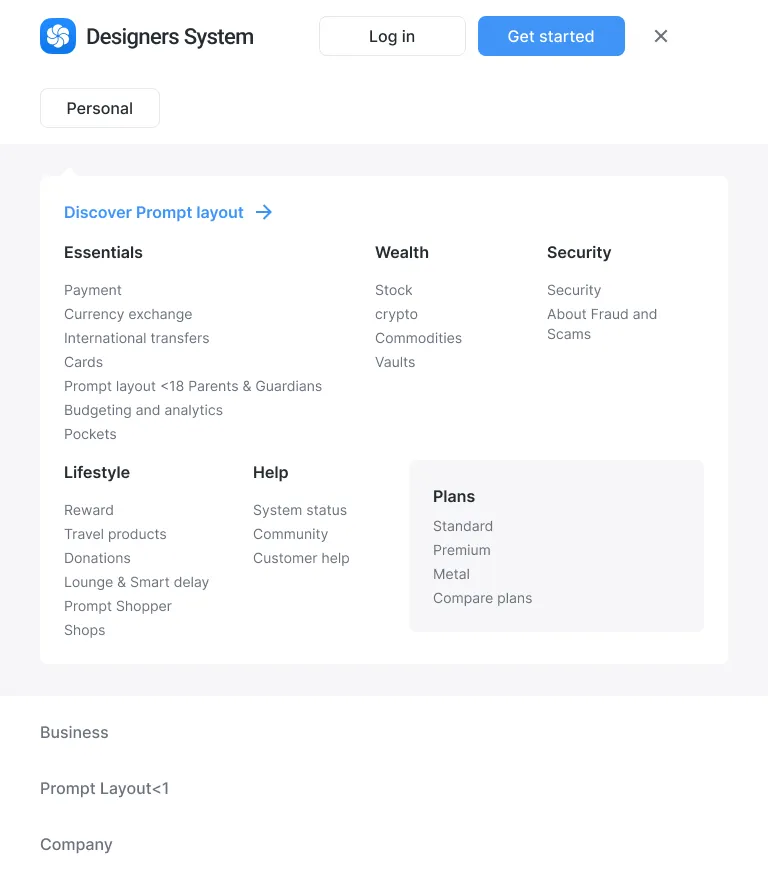 Designers System
Log in
Get started
Personal
Discover Prompt layout
Essentials
Payment
Currency exchange
International transfers
Cards
Prompt layout <18 Parents & Guardians
Budgeting and analytics
Pockets
Wealth
Stock
crypto
Commodities
Vaults
Security
Security
About Fraud and
Scams
Lifestyle
Reward
Travel products
Donations
Lounge & Smart delay
Prompt Shopper
Shops
Help
System status
Community
Customer help
Plans
Standard
Premium
Metal
Compare plans
Business
Prompt Layout<1
Company